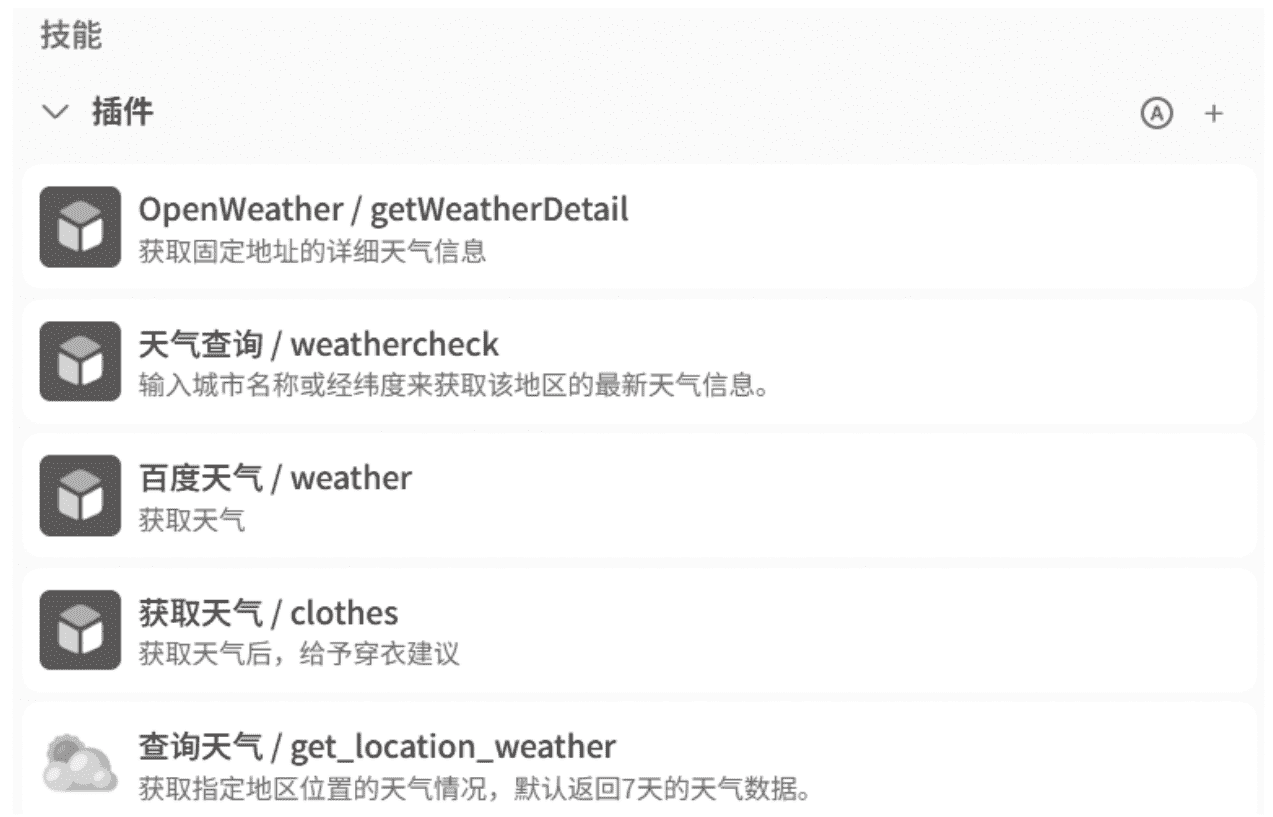 技能
插件
A
OpenWeather / getWeatherDetail
获取固定地址的详细天气信息
天气查询 / weathercheck
输入城市名称或经纬度来获取该地区的最新天气信息。
百度天气 / weather
获取天气
获取天气 / clothes
获取天气后，给予穿衣建议
查询天气 / get_location_weather
获取指定地区位置的天气情况，默认返回7天的天气数据。